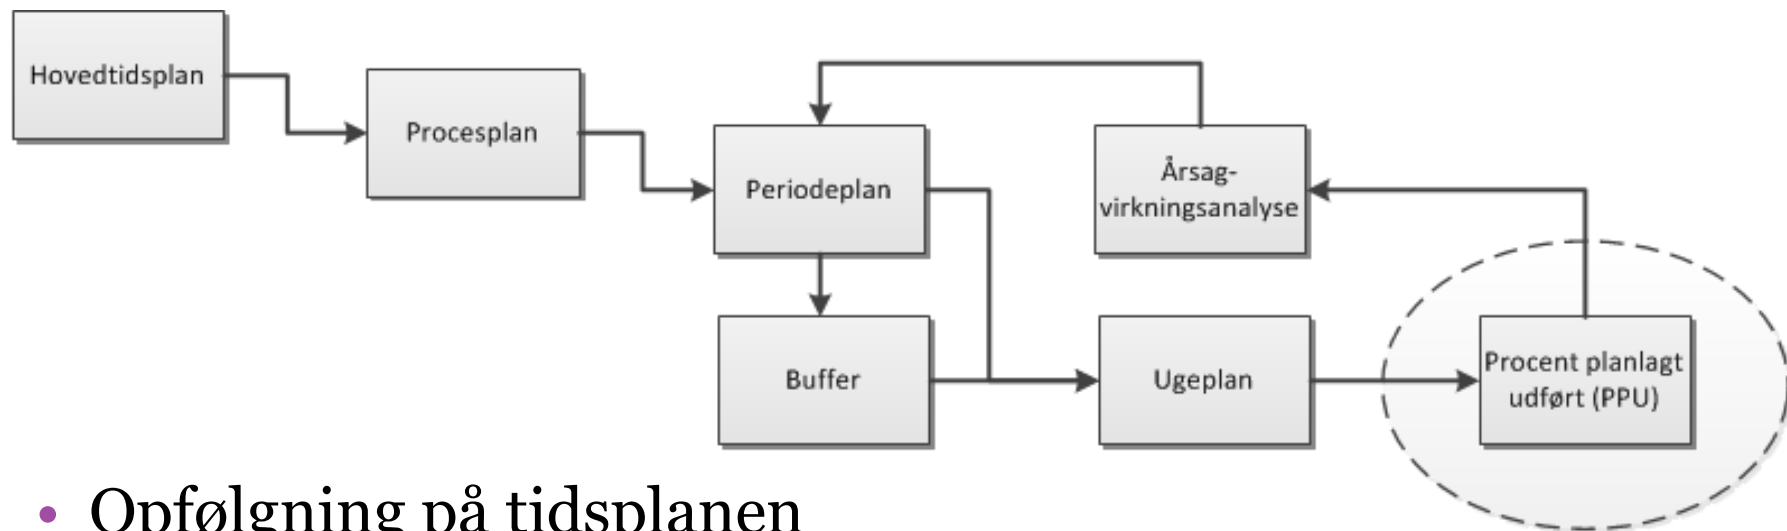 Hovedtidsplan
Procesplan
Periodeplan
Årsag-
virkningsanalyse
Buffer
Ugeplan
Procent planlagt
udført (PPU)
• Opfølgning på tidsplanen